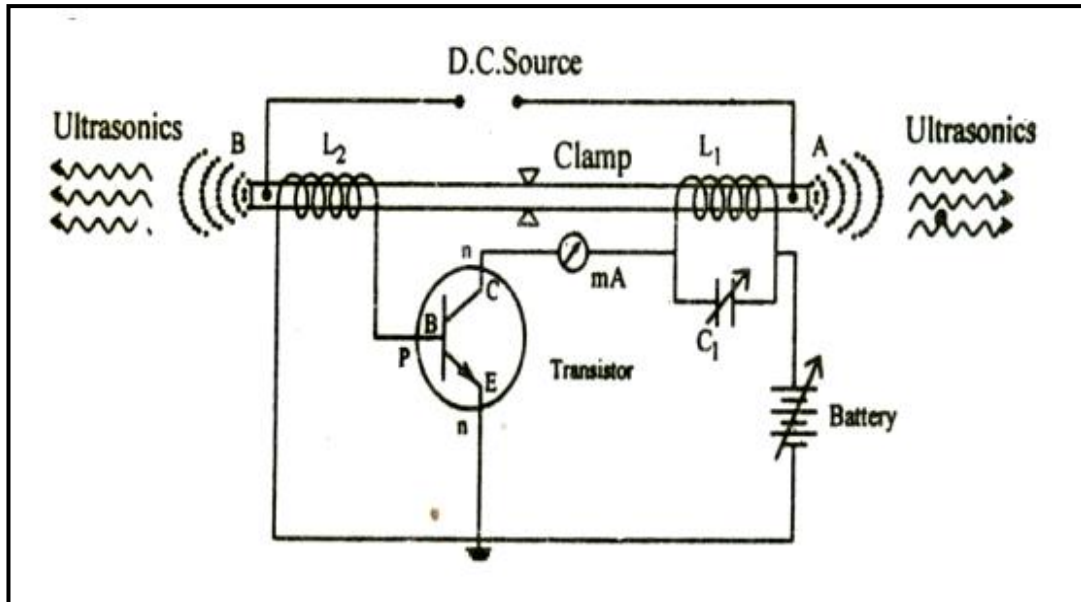 D.C.Source
Ultrasonics B L2 Clamp L1 A Ultrasonics
n mA
C
B C1
P Transistor
E Battery
n